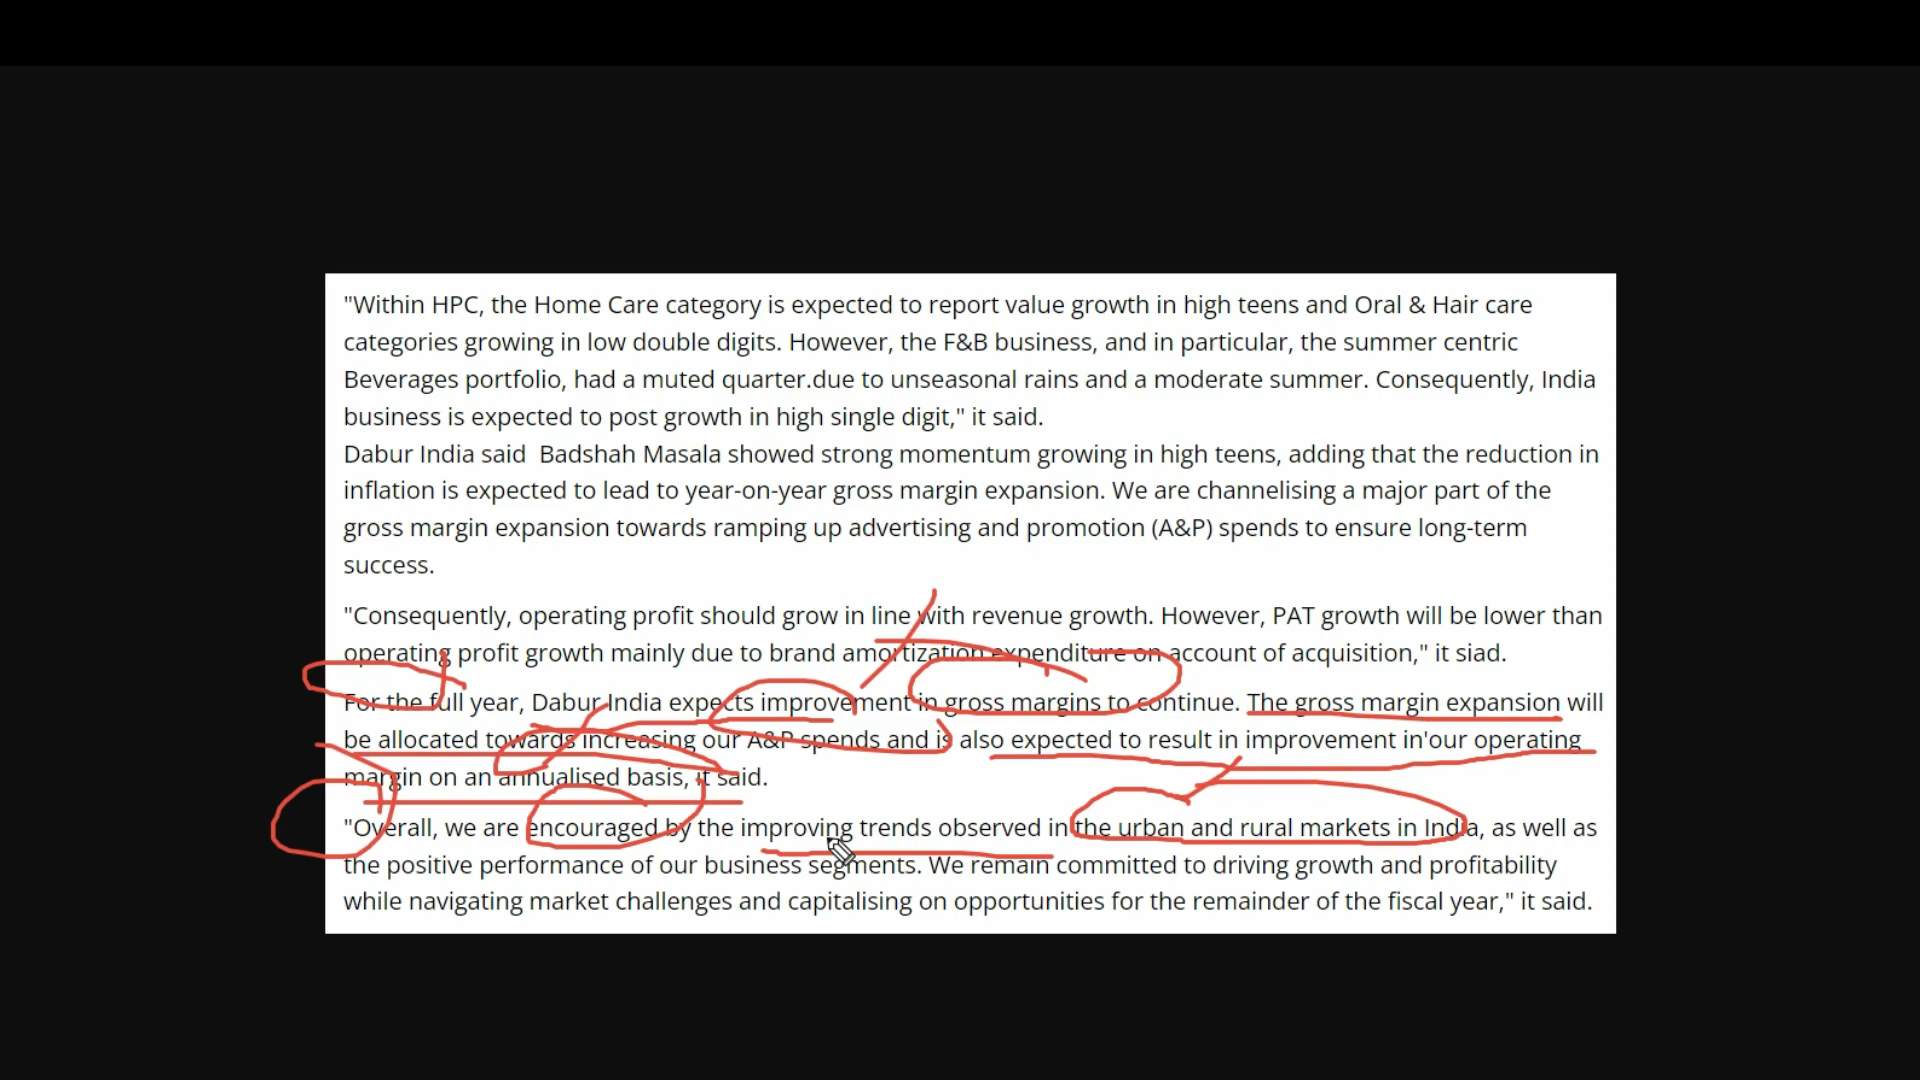 "Within HPC, the Home Care category is expected to report value growth in high teens and Oral & Hair care
categories growing in low double digits. However, the F&B business, and in particular, the summer centric
Beverages portfolio, had a muted quarter.due to unseasonal rains and a moderate summer. Consequently, India
business is expected to post growth in high single digit," it said.
Dabur India said  Badshah Masala showed strong momentum growing in high teens, adding that the reduction in
inflation is expected to lead to year-on-year gross margin expansion. We are channelising a major part of the
gross margin expansion towards ramping up advertising and promotion (A&P) spends to ensure long-term
success.
"Consequently, operating profit should grow in line with revenue growth. However, PAT growth will be lower than
operating profit growth mainly due to brand amortization expenditure on account of acquisition," it siad.
For the full year, Dabur India expects improvement in gross margins to continue. The gross margin expansion will
be allocated towards increasing our A&P spends and is also expected to result in improvement in'our operating
margin on an annualised basis, it said.
"Overall, we are encouraged by the improving trends observed in the urban and rural markets in India, as well as
the positive performance of our business segments. We remain committed to driving growth and profitability
while navigating market challenges and capitalising on opportunities for the remainder of the fiscal year," it said.